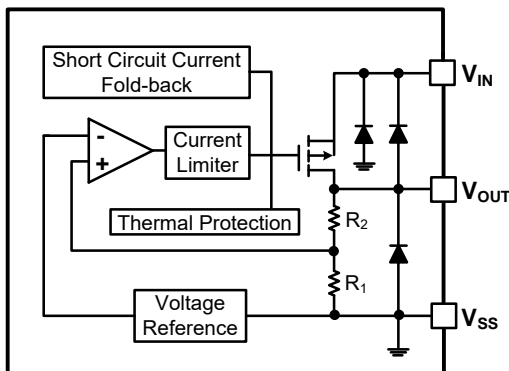 Short Circuit Current
Fold-back
V_IN
-
+
Current
Limiter
V_OUT
Thermal Protection
R_2
R_1
Voltage
Reference
V_SS